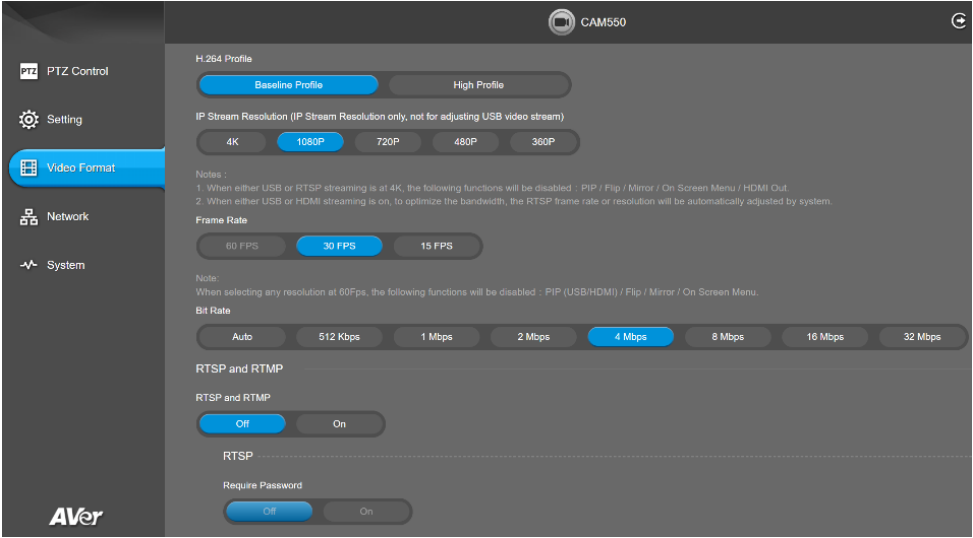 CAM550
PTZ PTZ Control
Setting
Video Format
Network
System
AVer
H.264 Profile
Baseline Profile High Profile
IP Stream Resolution (IP Stream Resolution only, not for adjusting USB video stream)
4K 1080P 720P 480P 360P
Notes :
1. When either USB or RTSP streaming is at 4K, the following functions will be disabled : PIP / Flip / Mirror / On Screen Menu / HDMI Out.
2. When either USB or HDMI streaming is on, to optimize the bandwidth, the RTSP frame rate or resolution will be automatically adjusted by system.
Frame Rate
60 FPS 30 FPS 15 FPS
Note:
When selecting any resolution at 60Fps, the following functions will be disabled : PIP (USB/HDMI) / Flip / Mirror / On Screen Menu.
Bit Rate
Auto 512 Kbps 1 Mbps 2 Mbps 4 Mbps 8 Mbps 16 Mbps 32 Mbps
RTSP and RTMP
RTSP and RTMP
Off On
RTSP
Require Password
Off On